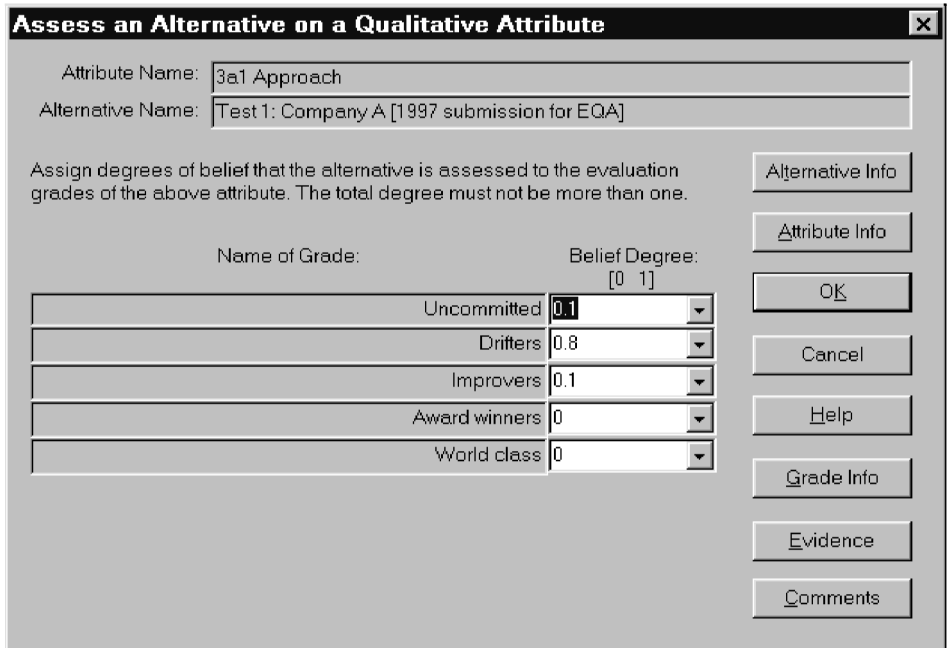 Assess an Alternative on a Qualitative Attribute
Attribute Name: 3a1 Approach
Alternative Name: Test 1: Company A [1997 submission for EQA]
Assign degrees of belief that the alternative is assessed to the evaluation
grades of the above attribute. The total degree must not be more than one.
Name of Grade: Belief Degree:
[0 1]
Uncommitted 0.1
Drifters 0.8
Improvers 0.1
Award winners 0
World class 0
Alternative Info
Attribute Info
OK
Cancel
Help
Grade Info
Evidence
Comments